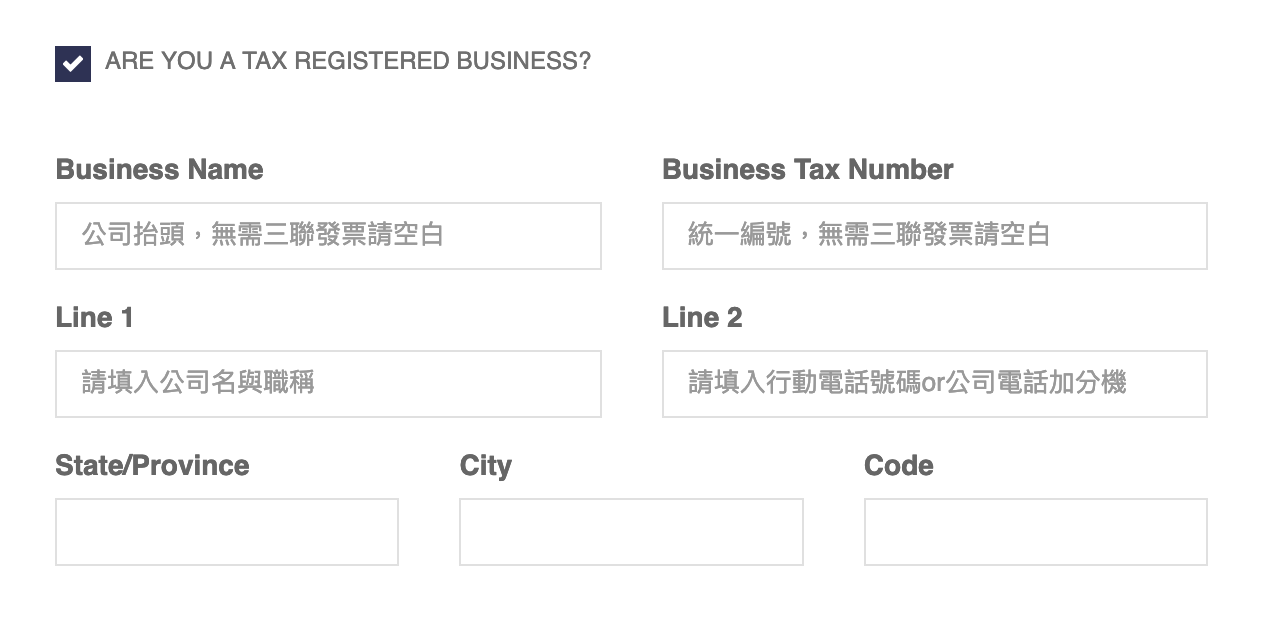 ARE YOU A TAX REGISTERED BUSINESS?
Business Name
Business Tax Number
公司抬頭，無需三聯發票請空白
統一編號，無需三聯發票請空白
Line 1
Line 2
請填入公司名與職稱
請填入行動電話號碼or公司電話加分機
State/Province
City
Code